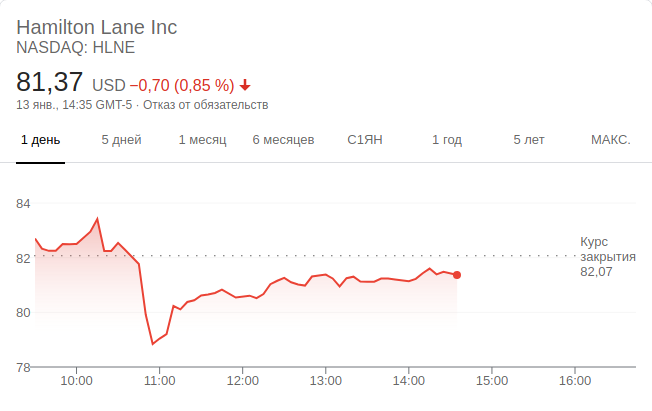 Hamilton Lane Inc
NASDAQ: HLNE
81,37 USD −0,70 (0,85 %)
13 янв., 14:35 GMT-5 · Отказ от обязательств
1 день 5 дней 1 месяц 6 месяцев С1ЯН 1 год 5 лет МАКС.
84
82
80
78
Курс
закрытия
82,07
10:00 11:00 12:00 13:00 14:00 15:00 16:00